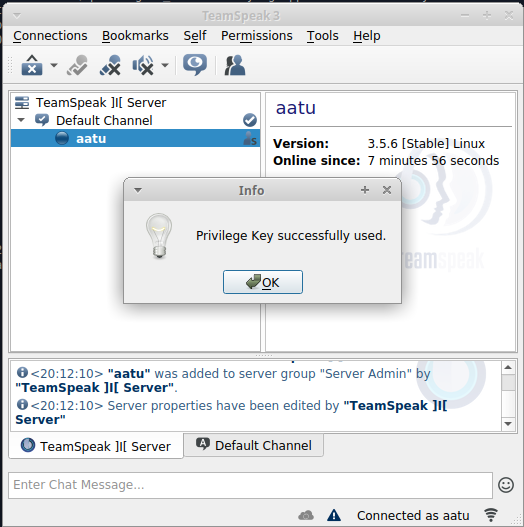 TeamSpeak 3
Connections Bookmarks Self Permissions Tools Help
TeamSpeak ]I[ Server
Default Channel
aatu
aatu
Version: 3.5.6 [Stable] Linux
Online since: 7 minutes 56 seconds
Info
Privilege Key successfully used.
OK
teamspeak
<20:12:10> "aatu" was added to server group "Server Admin" by
"TeamSpeak ]I[ Server".
<20:12:10> Server properties have been edited by "TeamSpeak ]I[
Server"
TeamSpeak ]I[ Server
Default Channel
Enter Chat Message...
Connected as aatu